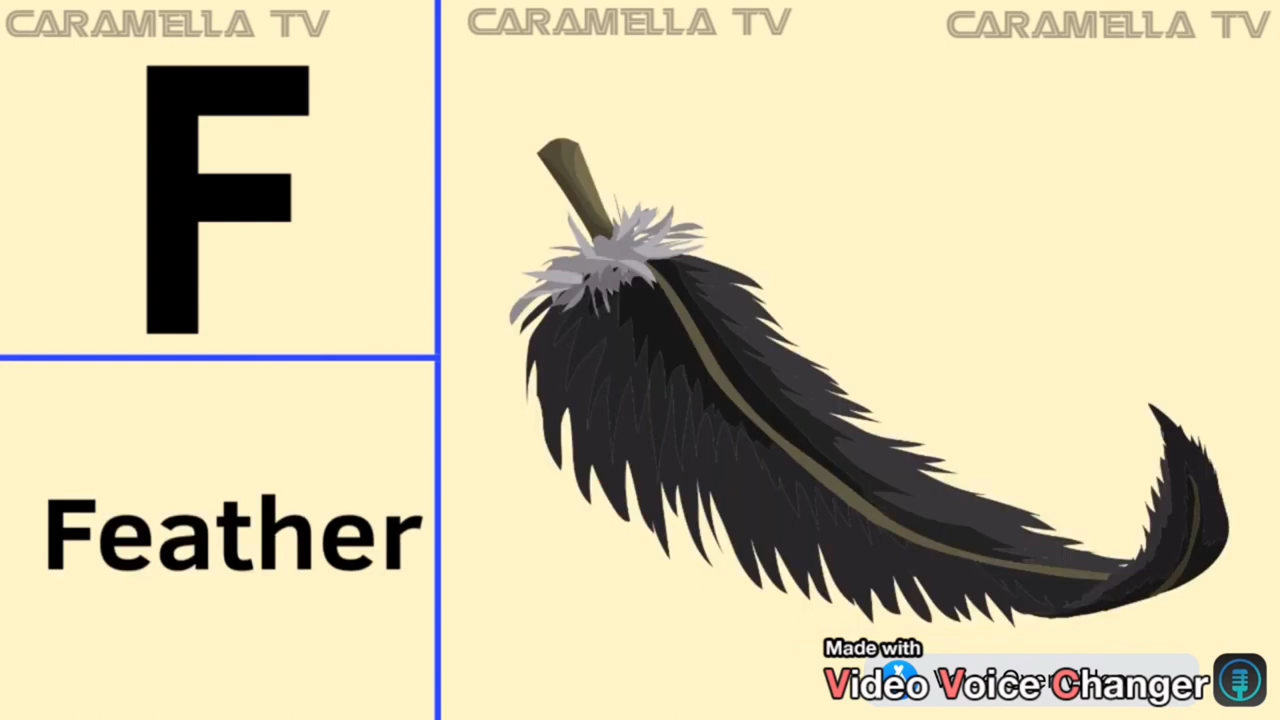 CARAMELLA TV
CARAMELLA TV
CARAMELLA TV
F
Feather
Made with
Video Voice Changer